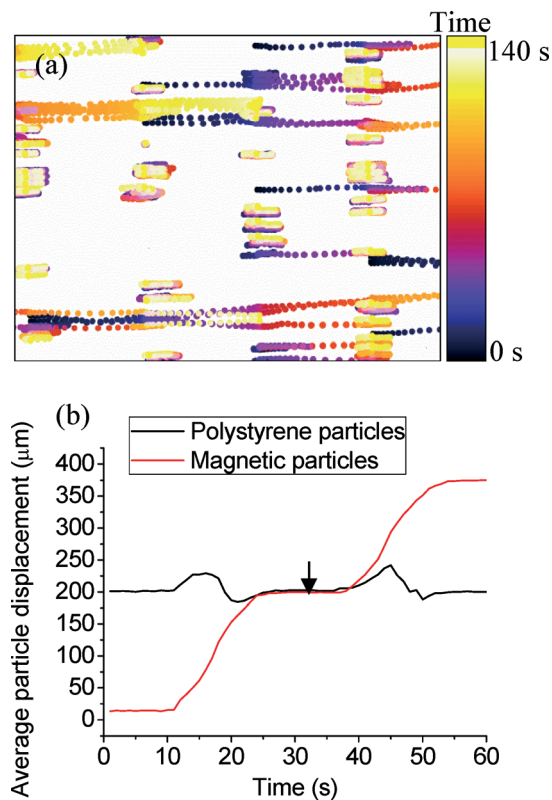 Time
(a)
140 s
0 s
(b)
Polystyrene particles
Magnetic particles
Average particle displacement (μm)
400
350
300
250
200
150
100
50
0
0 10 20 30 40 50 60
Time (s)